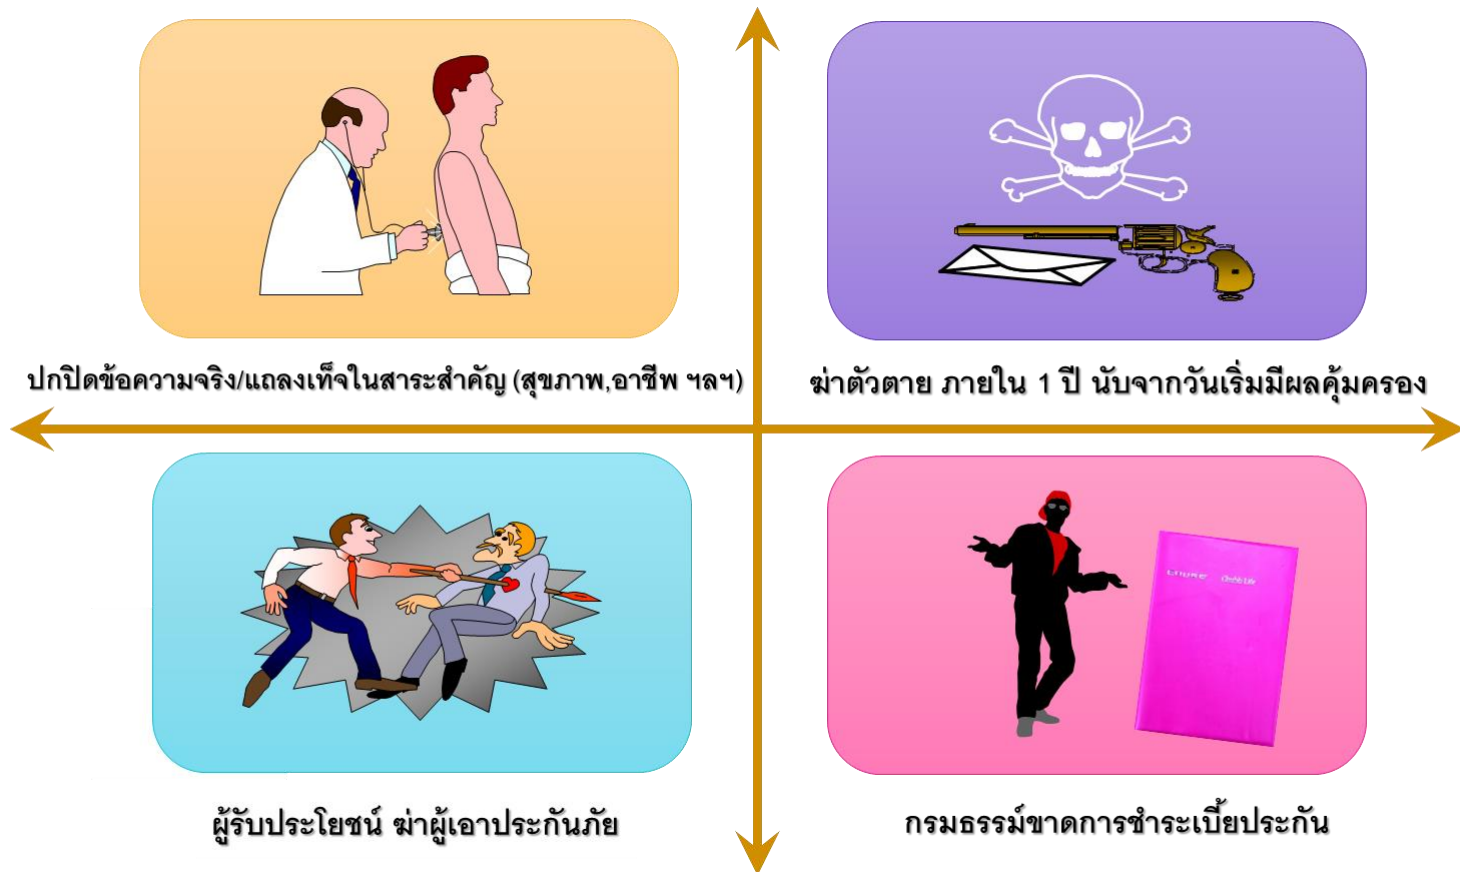 ปกปิดข้อความจริง/แถลงเท็จในสาระสำคัญ (สุขภาพ,อาชีพ ฯลฯ)
ฆ่าตัวตาย ภายใน 1 ปี นับจากวันเริ่มมีผลคุ้มครอง
ผู้รับประโยชน์ ฆ่าผู้เอาประกันภัย
กรมธรรม์ขาดการชำระเบี้ยประกัน